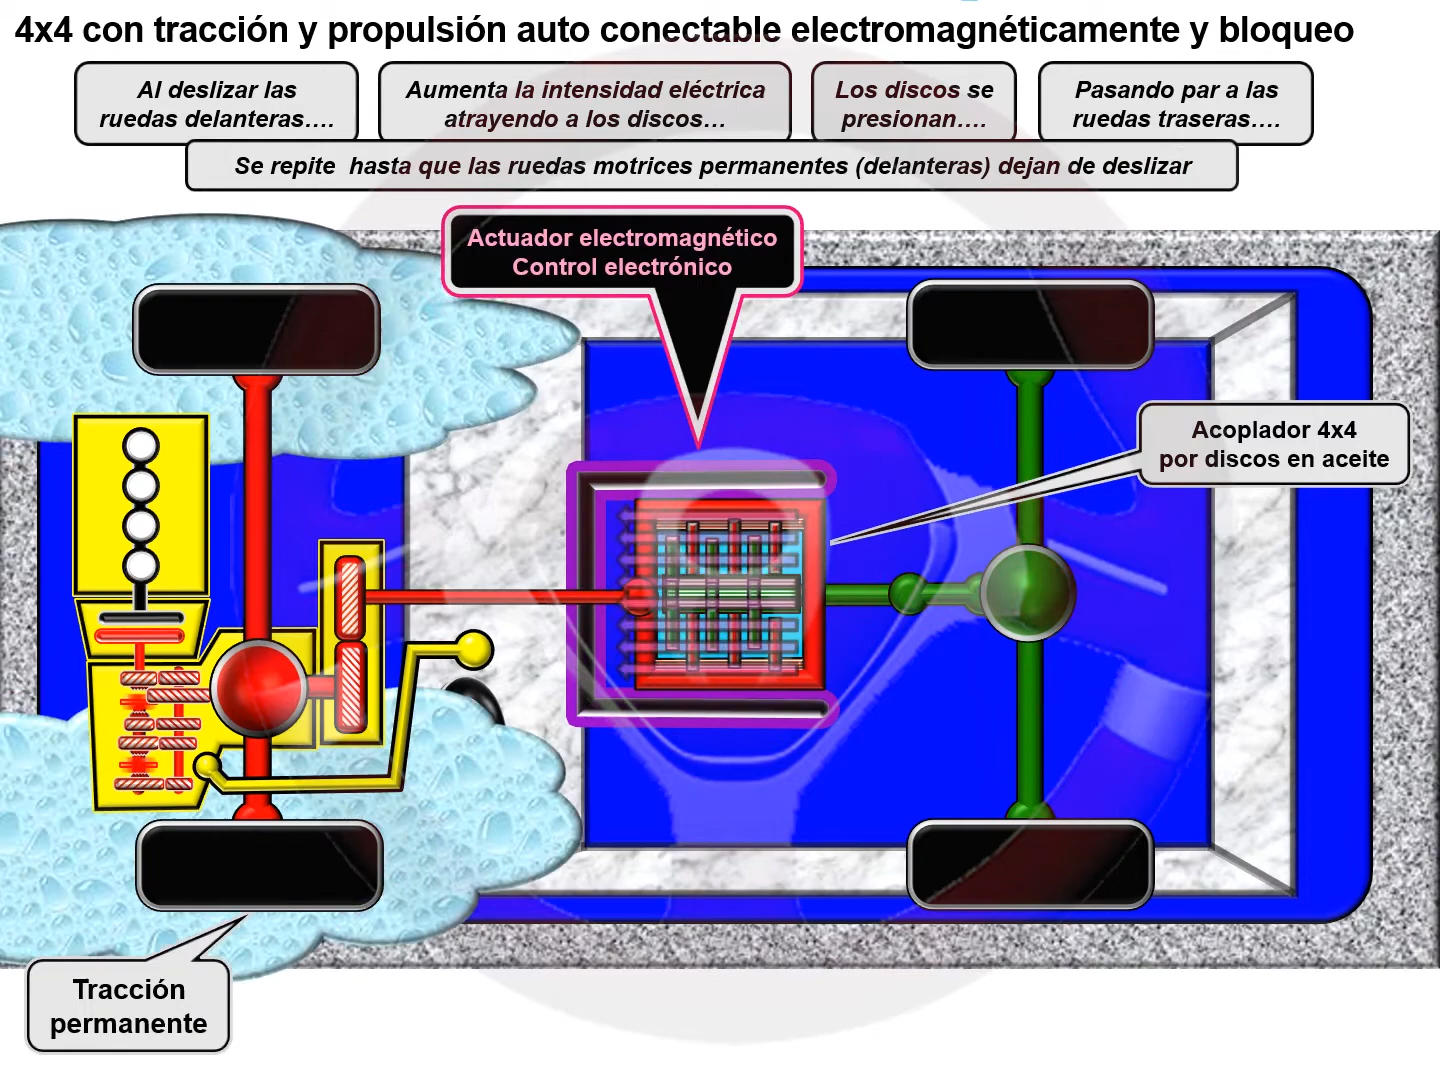 4x4 con tracción y propulsión auto conectable electromagnéticamente y bloqueo
Al deslizar las
ruedas delanteras….
Aumenta la intensidad eléctrica
atrayendo a los discos…
Los discos se
presionan….
Pasando par a las
ruedas traseras….
Se repite  hasta que las ruedas motrices permanentes (delanteras) dejan de deslizar
Actuador electromagnético
Control electrónico
Acoplador 4x4
por discos en aceite
Tracción
permanente